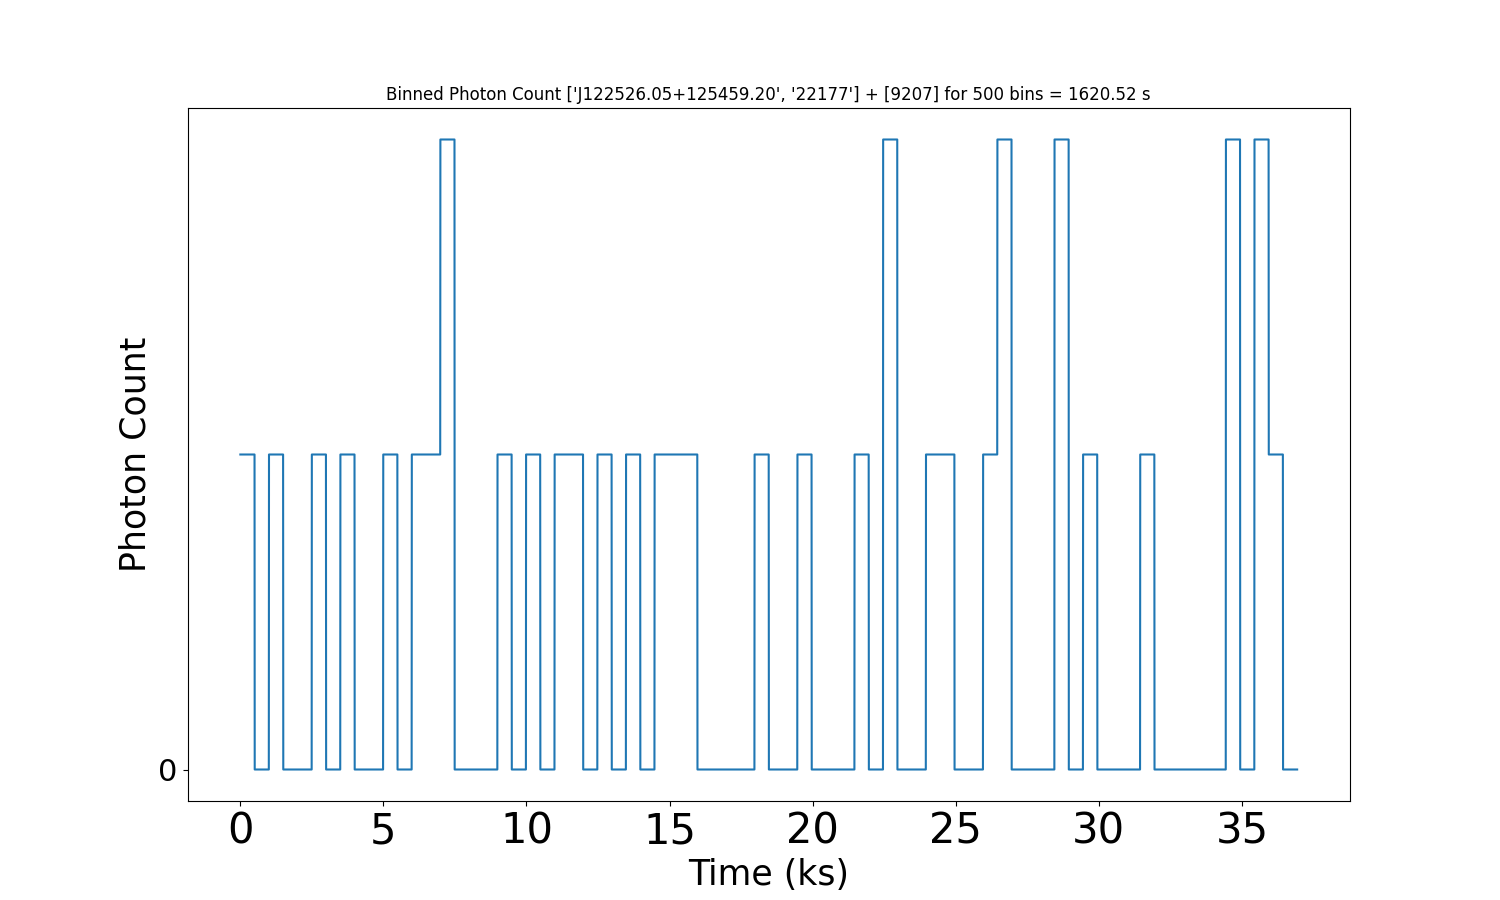 Binned Photon Count ['J122526.05+125459.20', '22177'] + [9207] for 500 bins = 1620.52 s
Photon Count
0
0 5 10 15 20 25 30 35
Time (ks)